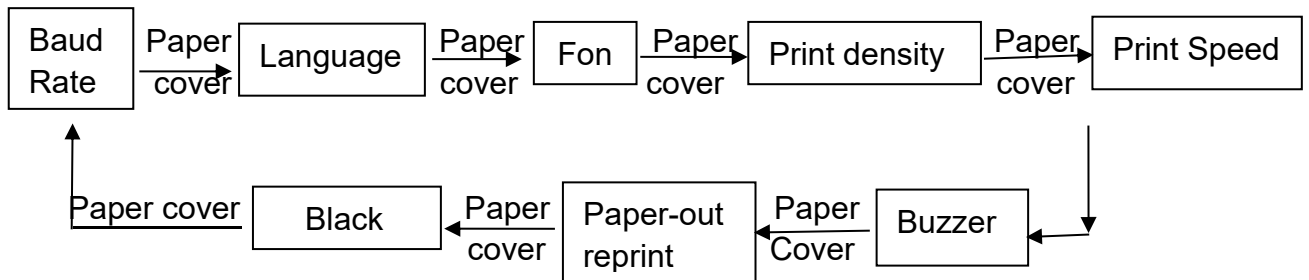 Baud
Rate
Paper
cover
Language
Paper
cover
Fon
Paper
cover
Print density
Paper
cover
Print Speed
Buzzer
Paper
Cover
Paper-out
reprint
Paper
cover
Black
Paper cover